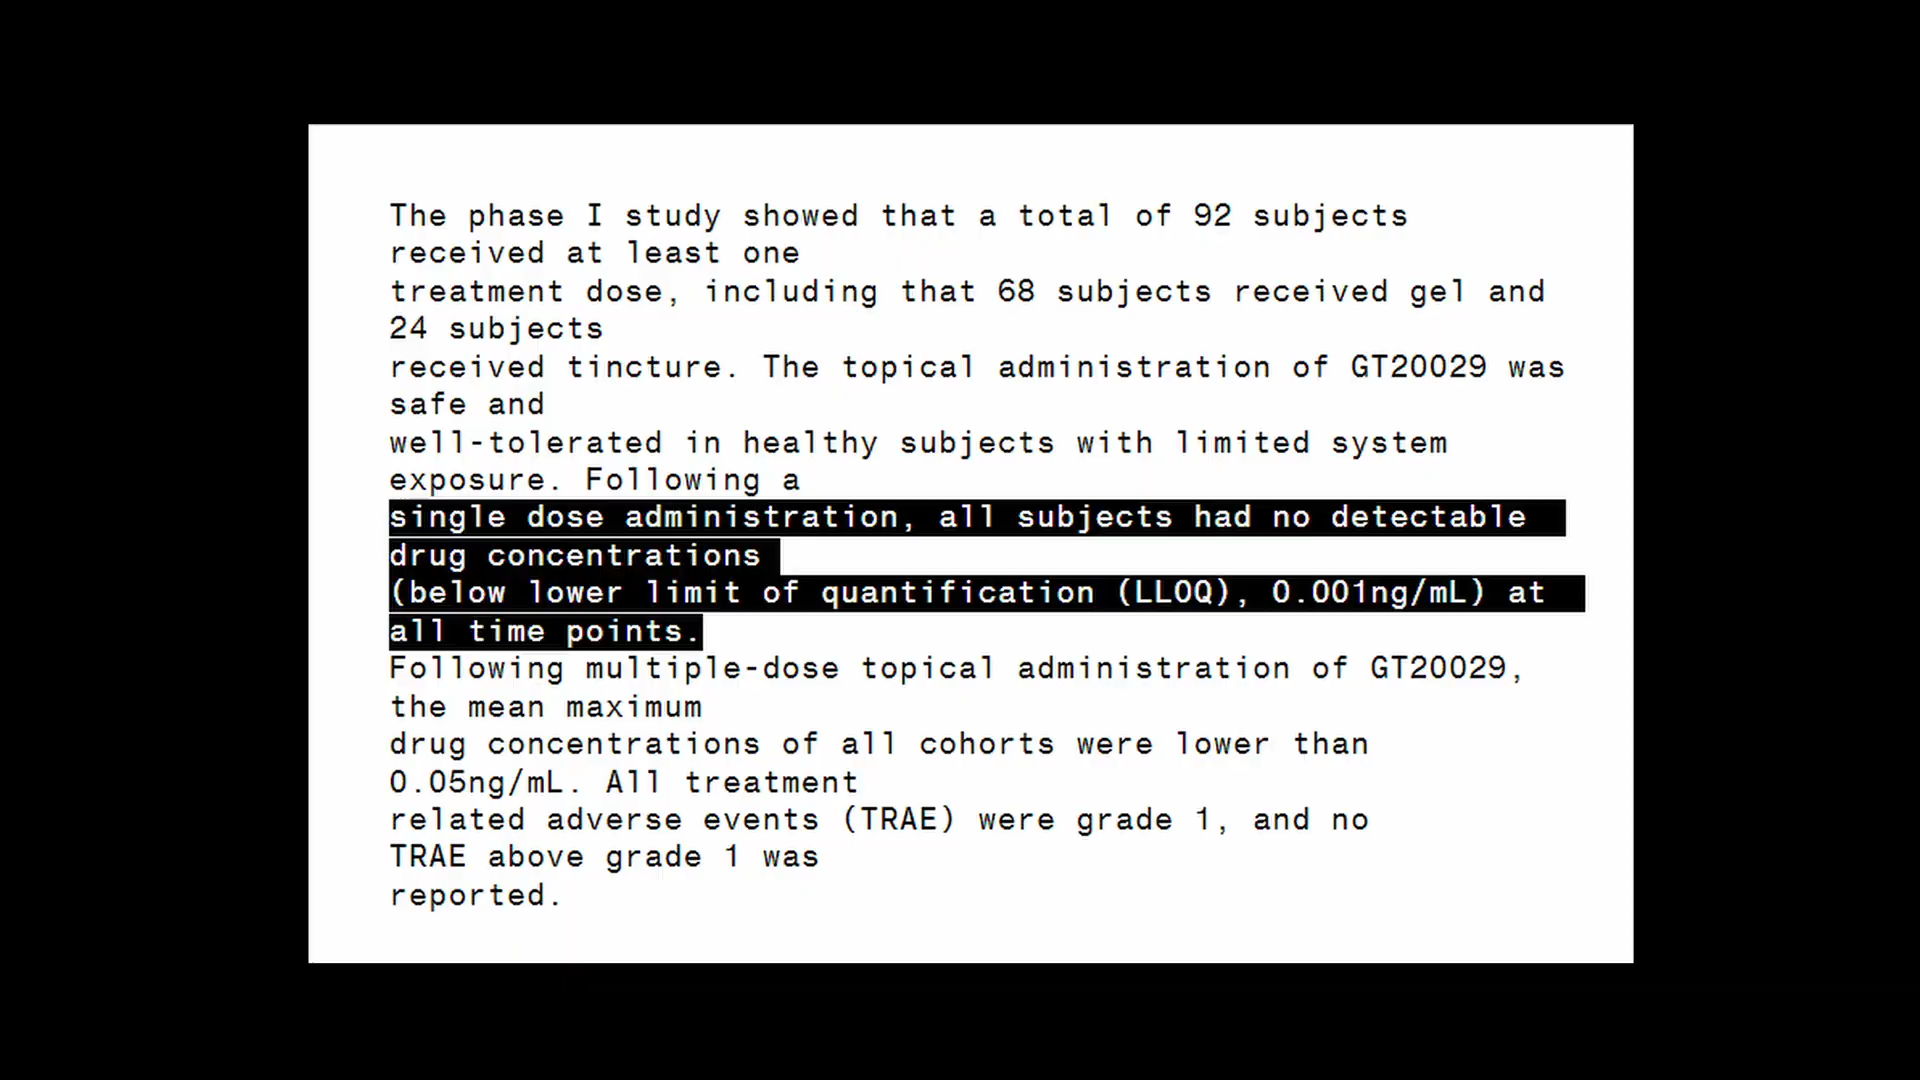 The phase I study showed that a total of 92 subjects
received at least one
treatment dose, including that 68 subjects received gel and
24 subjects
received tincture. The topical administration of GT20029 was
safe and
well-tolerated in healthy subjects with limited system
exposure. Following a
single dose administration, all subjects had no detectable
drug concentrations
(below lower limit of quantification (LLOQ), 0.001ng/mL) at
all time points.
Following multiple-dose topical administration of GT20029,
the mean maximum
drug concentrations of all cohorts were lower than
0.05ng/mL. All treatment
related adverse events (TRAE) were grade 1, and no
TRAE above grade 1 was
reported.